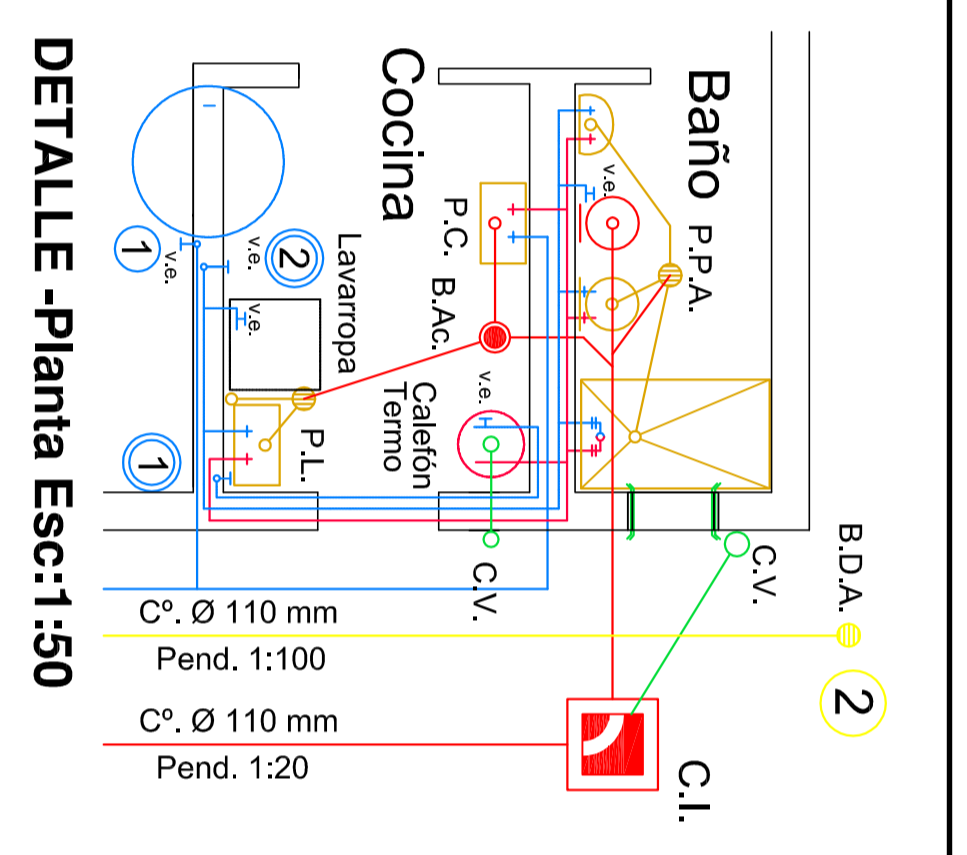 DETALLE -Planta Esc:1:50
Baño
P.P.A.
v.e.
Cocina
P.C.
B.Ac.
v.e.
Calefón
Termo
Lavarropa
2
v.e.
v.e.
1
v.e.
P.L.
1
C.V.
C.V.
B.D.A.
2
C.I.
Cº. Ø 110 mm
Pend. 1:100
Cº. Ø 110 mm
Pend. 1:20